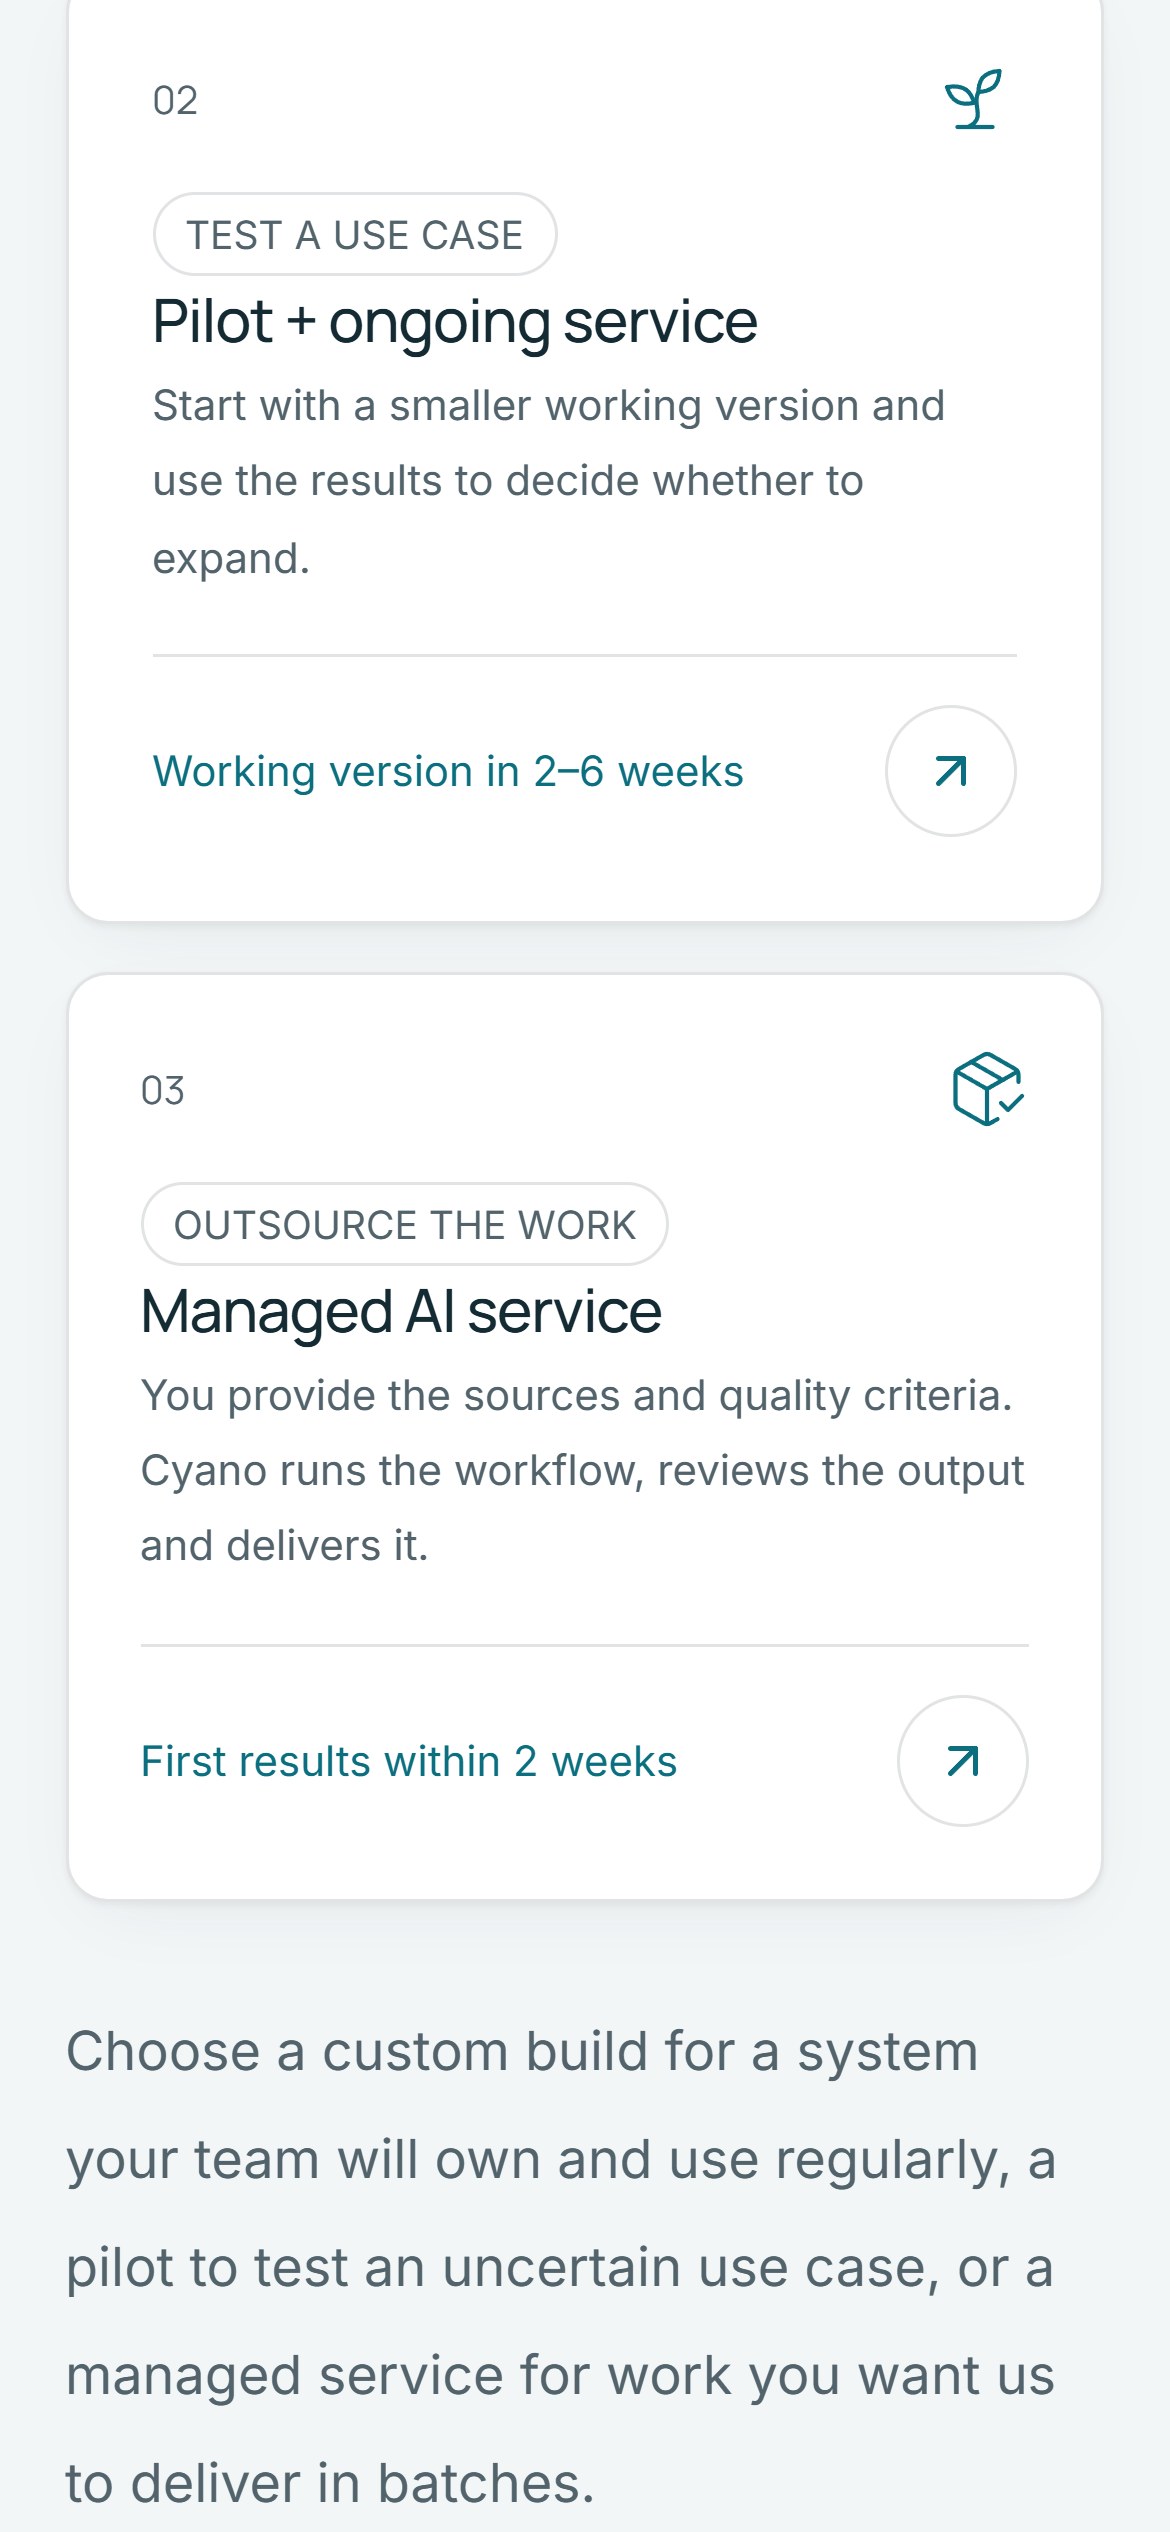 02
TEST A USE CASE
Pilot + ongoing service
Start with a smaller working version and
use the results to decide whether to
expand.
Working version in 2–6 weeks
03
OUTSOURCE THE WORK
Managed AI service
You provide the sources and quality criteria.
Cyano runs the workflow, reviews the output
and delivers it.
First results within 2 weeks
Choose a custom build for a system
your team will own and use regularly, a
pilot to test an uncertain use case, or a
managed service for work you want us
to deliver in batches.